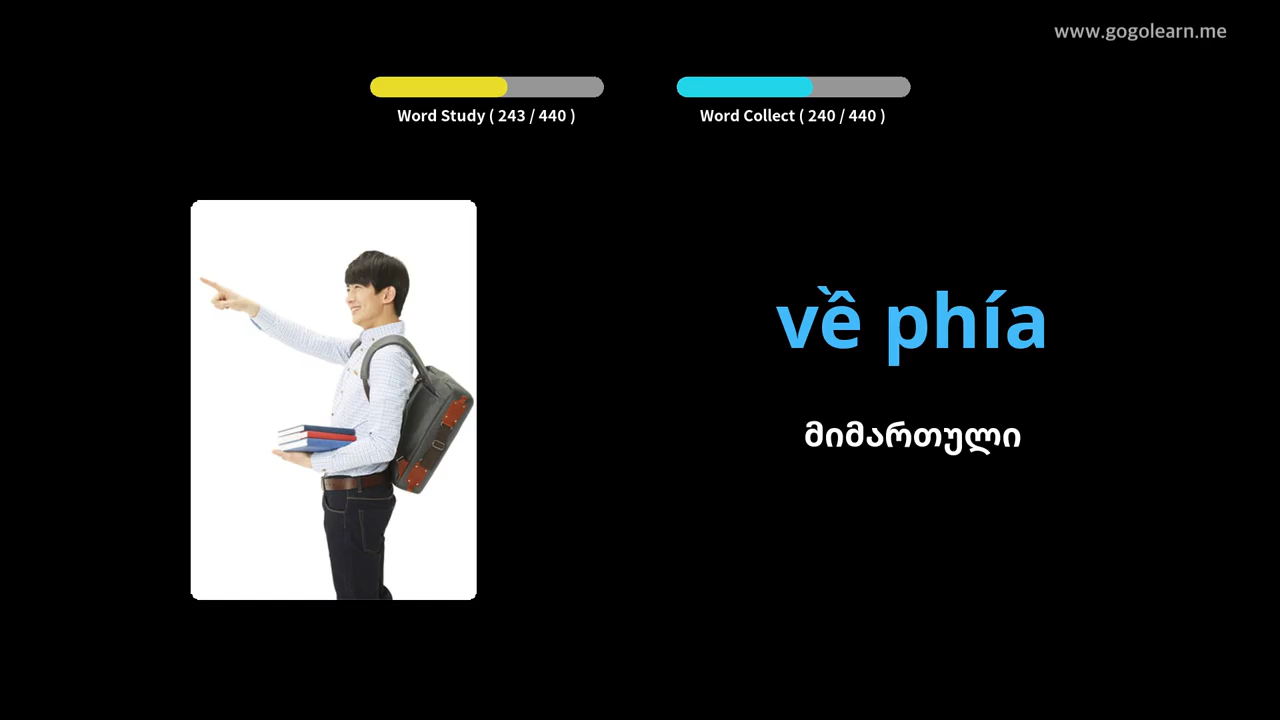 www.gogolearn.me
Word Study ( 243 / 440 )
Word Collect ( 240 / 440 )
về phía
მიმართული